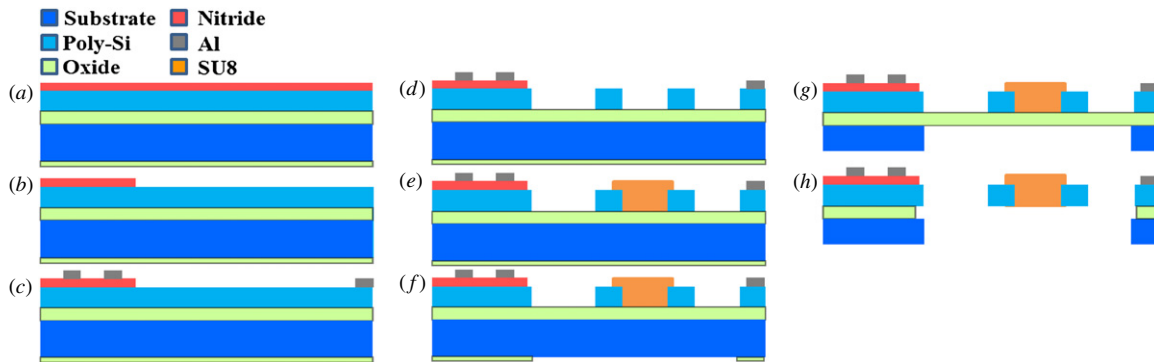 Substrate Nitride
Poly-Si Al
Oxide SU8
(a)
(b)
(c)
(d)
(e)
(f)
(g)
(h)